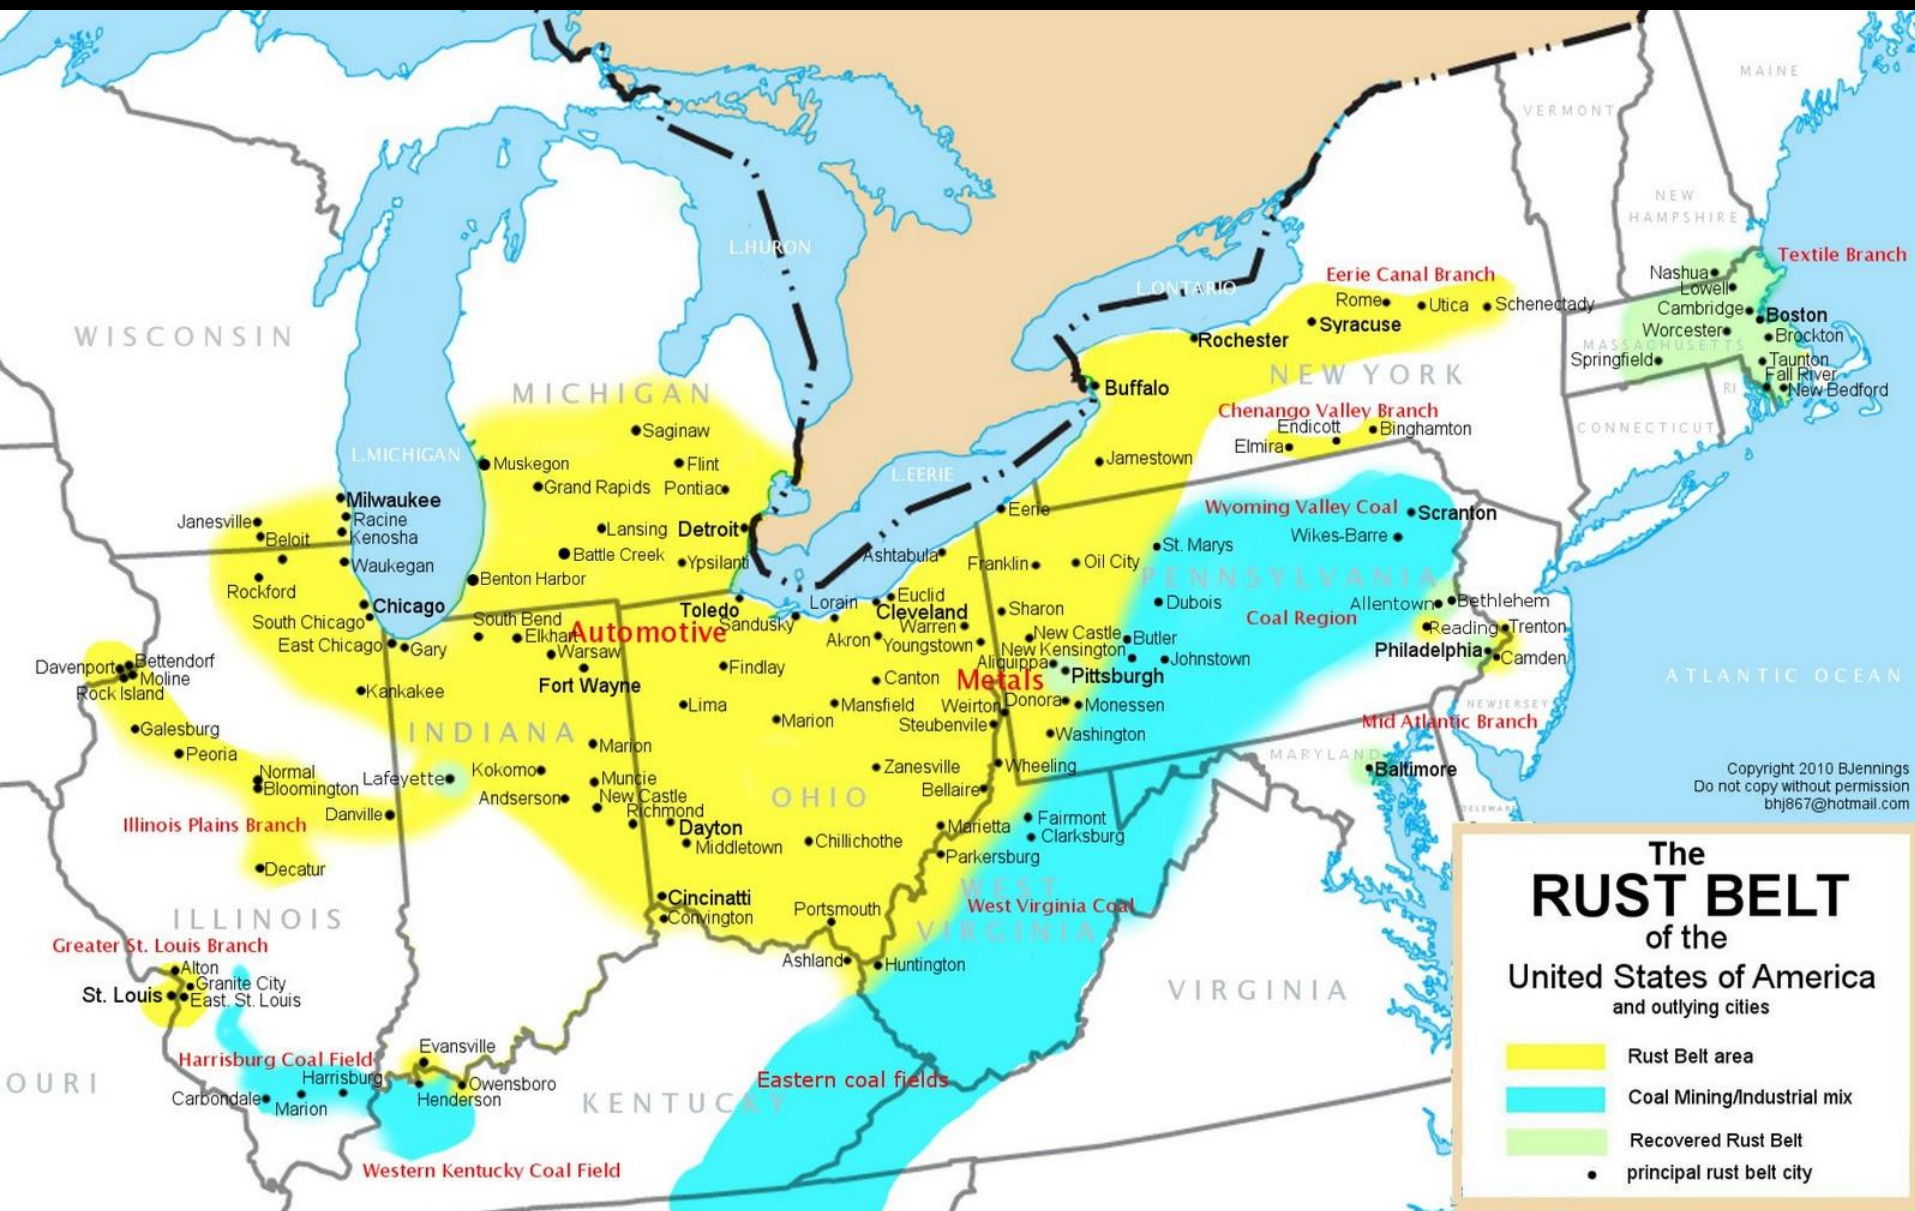 MAINE
VERMONT
NEW
HAMPSHIRE
L.HURON
Textile Branch
Eerie Canal Branch
L.ONTARIO
Nashua
Lowell
Rome
Utica
Schenectady
Cambridge
Boston
Syracuse
Worcester
Brockton
WISCONSIN
Rochester
MASSACHUSETTS
Springfield
Taunton
Fall River
NEW YORK
RI
New Bedford
MICHIGAN
Buffalo
Chenango Valley Branch
Endicott
Binghamton
CONNECTICUT
Saginaw
Elmira
L.MICHIGAN
Muskegon
Flint
Jamestown
L.EERIE
Grand Rapids
Pontiac
Milwaukee
Eerie
Wyoming Valley Coal
Scranton
Janesville
Racine
Lansing
Detroit
Beloit
Kenosha
Wikes-Barre
St. Marys
Battle Creek
Ashtabula
Waukegan
Ypsilanti
Franklin
Oil City
Benton Harbor
PENNSYLVANIA
Rockford
Euclid
Lorain
Chicago
Toledo
Cleveland
Sharon
Dubois
Allentown
Bethlehem
South Chicago
South Bend
Sandusky
Warren
Coal Region
Elkhart
Automotive
Akron
Youngstown
New Castle
Butler
Reading
Trenton
East Chicago
Gary
Warsaw
New Kensington
Philadelphia
Camden
Davenport
Bettendorf
Findlay
Aliquippa
Johnstown
Moline
Fort Wayne
Canton
Metals
Pittsburgh
ATLANTIC OCEAN
Rock Island
Kankakee
Lima
Mansfield
Weirton
Donora
Monessen
NEWJERSEY
Galesburg
INDIANA
Marion
Steubenvile
Washington
Mid Atlantic Branch
Peoria
Marion
MARYLAND
Normal
Lafeyette
Kokomo
Muncie
Zanesville
Wheeling
Baltimore
Copyright 2010 BJennings
Bloomington
Andserson
New Castle
OHIO
Bellaire
Do not copy without permission
Danville
Richmond
DELEWARE
bhj867@hotmail.com
Illinois Plains Branch
Dayton
Marietta
Fairmont
Middletown
Chillichothe
Clarksburg
Decatur
Parkersburg
WEST
VIRGINIA
West Virginia Coal
Cincinatti
Portsmouth
Convington
ILLINOIS
Greater St. Louis Branch
Alton
Ashland
Huntington
Granite City
St. Louis
East. St. Louis
VIRGINIA
Evansville
Harrisburg Coal Field
Harrisburg
Owensboro
Eastern coal fields
OURI
Carbondale
Marion
Henderson
KENTUCKY
Western Kentucky Coal Field
The
RUST BELT
of the
United States of America
and outlying cities
Rust Belt area
Coal Mining/Industrial mix
Recovered Rust Belt
principal rust belt city